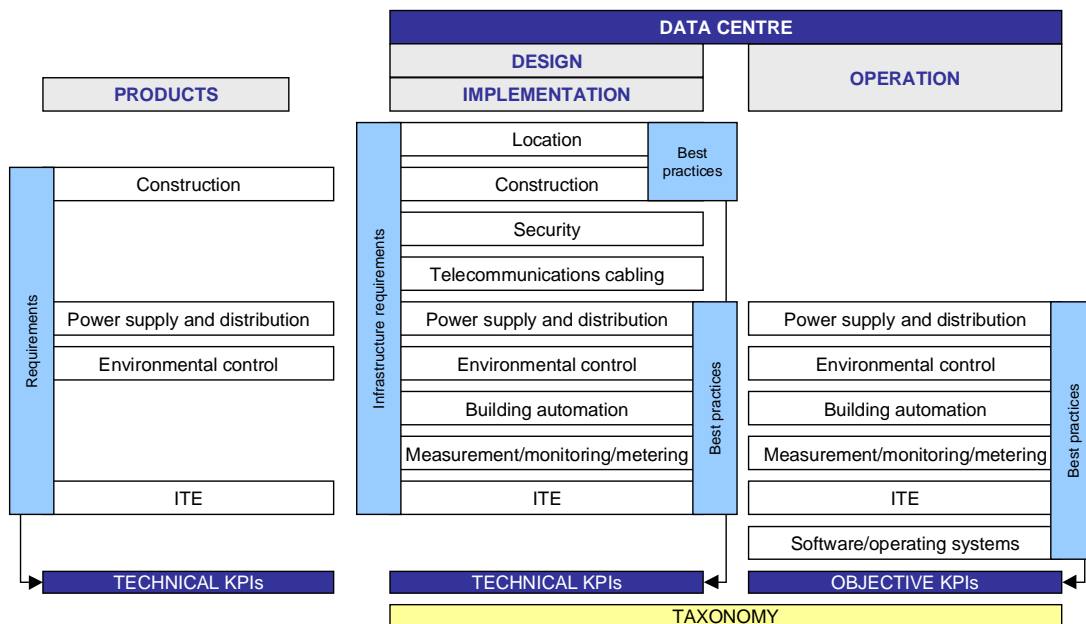 DATA CENTRE
DESIGN
PRODUCTS
IMPLEMENTATION
OPERATION
Requirements
Construction
Power supply and distribution
Environmental control
ITE
TECHNICAL KPIs
Infrastructure requirements
Location
Construction
Security
Telecommunications cabling
Power supply and distribution
Environmental control
Building automation
Measurement/monitoring/metering
ITE
Best
practices
Best practices
TECHNICAL KPIs
Power supply and distribution
Environmental control
Building automation
Measurement/monitoring/metering
ITE
Software/operating systems
Best practices
OBJECTIVE KPIs
TAXONOMY